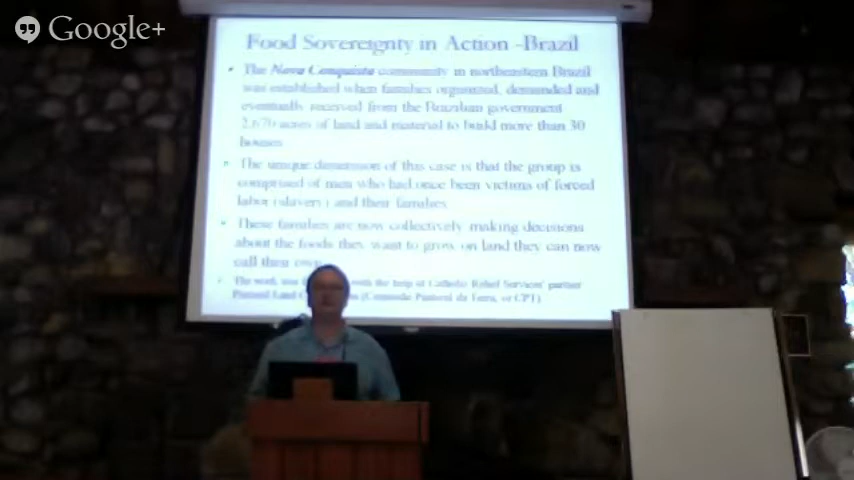 Google+
Food Sovereignty in Action -Brazil
• The Nova Conquista community in northeastern Brazil
was established when families organized, demanded and
eventually received from the Brazilian government
2,670 acres of land and material to build more than 30
houses
• The unique dimension of this case is that the group is
comprised of men who had once been victims of forced
labor (slavery) and their families
• These families are now collectively making decisions
about the foods they want to grow on land they can now
call their own
• The work was with the help of Catholic Relief Services' partner
Pastoral Land (Comissão Pastoral da Terra, or CPT)